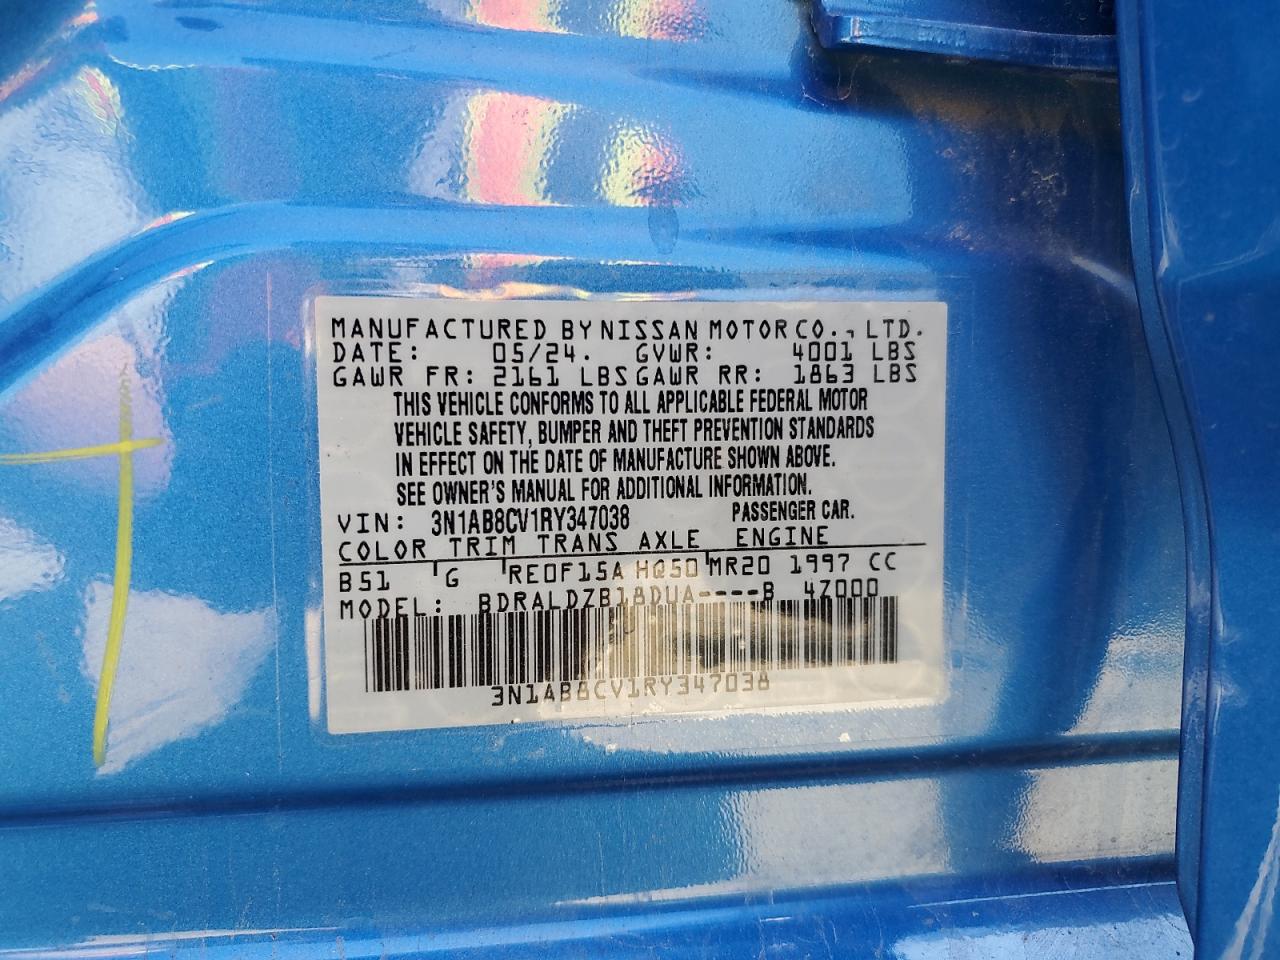 MANUFACTURED BY NISSAN MOTOR CO., LTD.
DATE: 05/24. GVWR: 4001 LBS
GAWR FR: 2161 LBS GAWR RR: 1863 LBS
THIS VEHICLE CONFORMS TO ALL APPLICABLE FEDERAL MOTOR
VEHICLE SAFETY, BUMPER AND THEFT PREVENTION STANDARDS
IN EFFECT ON THE DATE OF MANUFACTURE SHOWN ABOVE.
SEE OWNER'S MANUAL FOR ADDITIONAL INFORMATION.
VIN: 3N1AB8CV1RY347038 PASSENGER CAR.
COLOR TRIM TRANS AXLE ENGINE
B51 G RE0F15A HQ50 MR20 1997 CC
MODEL: BDRALDZB18DUA----B 4Z000
3N1AB8CV1RY347038